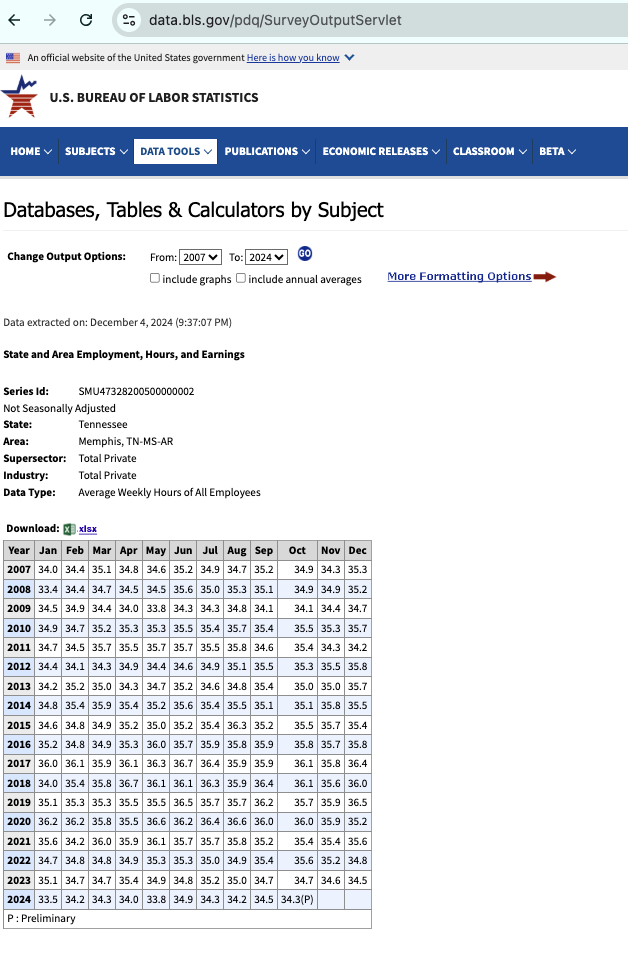 data.bls.gov/pdq/SurveyOutputServlet
An official website of the United States government Here is how you know
U.S. BUREAU OF LABOR STATISTICS
HOME SUBJECTS DATA TOOLS PUBLICATIONS ECONOMIC RELEASES CLASSROOM BETA
Databases, Tables & Calculators by Subject
Change Output Options: From: 2007 To: 2024 GO
include graphs include annual averages More Formatting Options
Data extracted on: December 4, 2024 (9:37:07 PM)
State and Area Employment, Hours, and Earnings
Series Id: SMU47328200500000002
Not Seasonally Adjusted
State: Tennessee
Area: Memphis, TN-MS-AR
Supersector: Total Private
Industry: Total Private
Data Type: Average Weekly Hours of All Employees
Download: xlsx
Year Jan Feb Mar Apr May Jun Jul Aug Sep Oct Nov Dec
2007 34.0 34.4 35.1 34.8 34.6 35.2 34.9 34.7 35.2 34.9 34.3 35.3
2008 33.4 34.4 34.7 34.5 34.5 35.6 35.0 35.3 35.1 34.9 34.9 35.2
2009 34.5 34.9 34.4 34.0 33.8 34.3 34.3 34.8 34.1 34.1 34.4 34.7
2010 34.9 34.7 35.2 35.3 35.3 35.5 35.4 35.7 35.4 35.5 35.3 35.7
2011 34.7 34.5 35.7 35.5 35.7 35.7 35.5 35.8 34.6 35.4 34.3 34.2
2012 34.4 34.1 34.3 34.9 34.4 34.6 34.9 35.1 35.5 35.3 35.5 35.8
2013 34.2 35.2 35.0 34.3 34.7 35.2 34.6 34.8 35.4 35.0 35.0 35.7
2014 34.8 35.4 35.9 35.4 35.2 35.6 35.4 35.5 35.1 35.1 35.8 35.5
2015 34.6 34.8 34.9 35.2 35.0 35.2 35.4 36.3 35.2 35.5 35.7 35.4
2016 35.2 34.8 34.9 35.3 36.0 35.7 35.9 35.8 35.9 35.8 35.7 35.8
2017 36.0 36.1 35.9 36.1 36.3 36.7 36.4 35.9 35.9 36.1 35.8 36.4
2018 34.0 35.4 35.8 36.7 36.1 36.1 36.3 35.9 36.4 36.1 35.6 36.0
2019 35.1 35.3 35.3 35.5 35.5 36.5 35.7 35.7 36.2 35.7 35.9 36.5
2020 36.2 36.2 35.8 35.5 36.6 36.2 36.4 36.6 36.0 36.0 35.9 35.2
2021 35.6 34.2 36.0 35.9 36.1 35.7 35.7 35.8 35.2 35.4 35.4 35.6
2022 34.7 34.8 34.8 34.9 35.3 35.3 35.0 34.9 35.4 35.6 35.2 34.8
2023 35.1 34.7 34.7 35.4 34.9 34.8 35.2 35.0 34.7 34.7 34.6 34.5
2024 33.5 34.2 34.3 34.0 33.8 34.9 34.3 34.2 34.5 34.3(P)
P : Preliminary